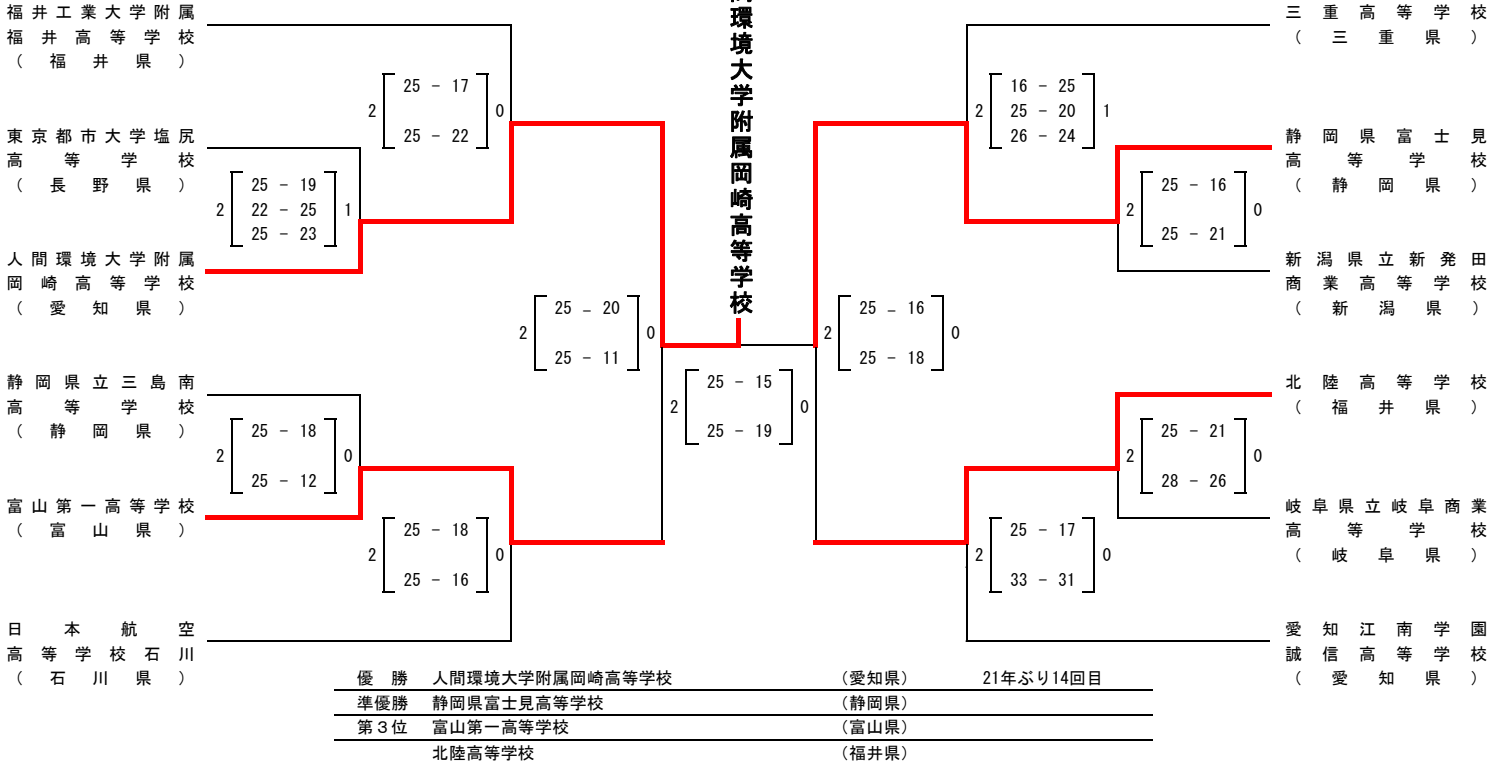 福井工業大学附属
福井高等学校
(福井県)
東京都市大学塩尻
高等学校
(長野県)
人間環境大学附属
岡崎高等学校
(愛知県)
静岡県立三島南
高等学校
(静岡県)
富山第一高等学校
(富山県)
日本航空
高等学校石川
(石川県)
2
25 - 17
25 - 22
0
2
25 - 19
22 - 25
25 - 23
1
2
25 - 20
25 - 11
0
2
25 - 18
25 - 12
0
2
25 - 18
25 - 16
0
環境大学附属岡崎高等学校
2
25 - 15
25 - 19
0
2
16 - 25
25 - 20
26 - 24
1
2
25 - 16
25 - 21
0
2
25 - 16
25 - 18
0
2
25 - 21
28 - 26
0
2
25 - 17
33 - 31
0
三重高等学校
(三重県)
静岡県富士見
高等学校
(静岡県)
新潟県立新発田
商業高等学校
(新潟県)
北陸高等学校
(福井県)
岐阜県立岐阜商業
高等学校
(岐阜県)
愛知江南学園
誠信高等学校
(愛知県)
優勝 人間環境大学附属岡崎高等学校 (愛知県) 21年ぶり14回目
準優勝 静岡県富士見高等学校 (静岡県)
第3位 富山第一高等学校 (富山県)
北陸高等学校 (福井県)